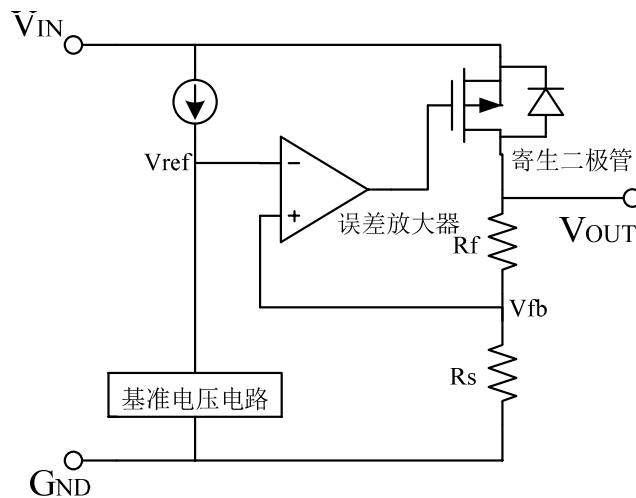 VIN
Vref
−
+
误差放大器
寄生二极管
VOUT
Rf
Vfb
Rs
基准电压电路
GND